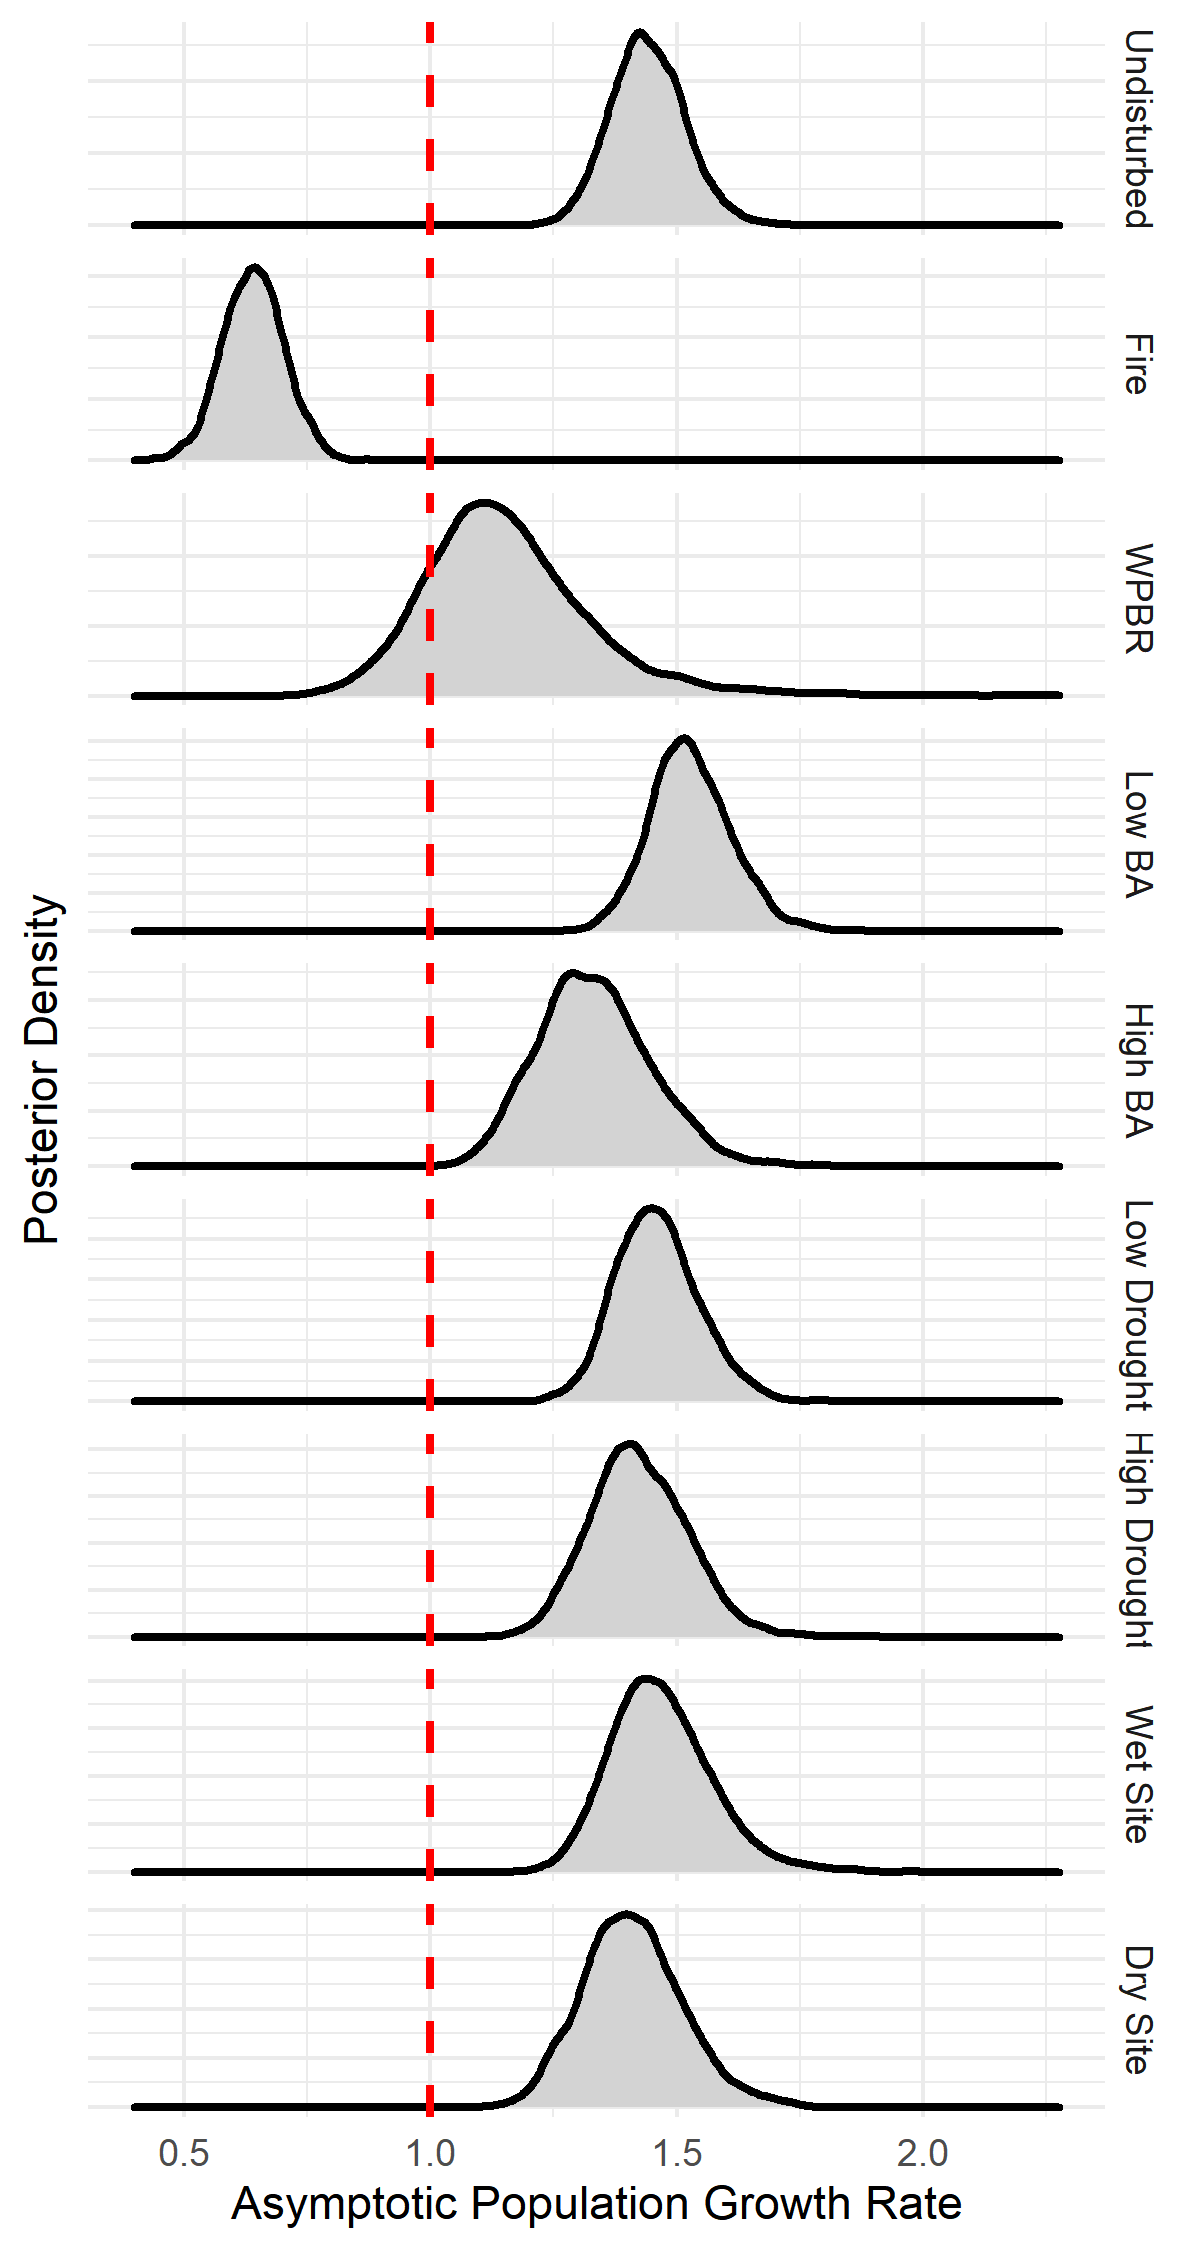 Undisturbed
Fire
WPBR
Low BA
High BA
Low Drought
High Drought
Wet Site
Dry Site
Posterior Density
0.5 1.0 1.5 2.0
Asymptotic Population Growth Rate